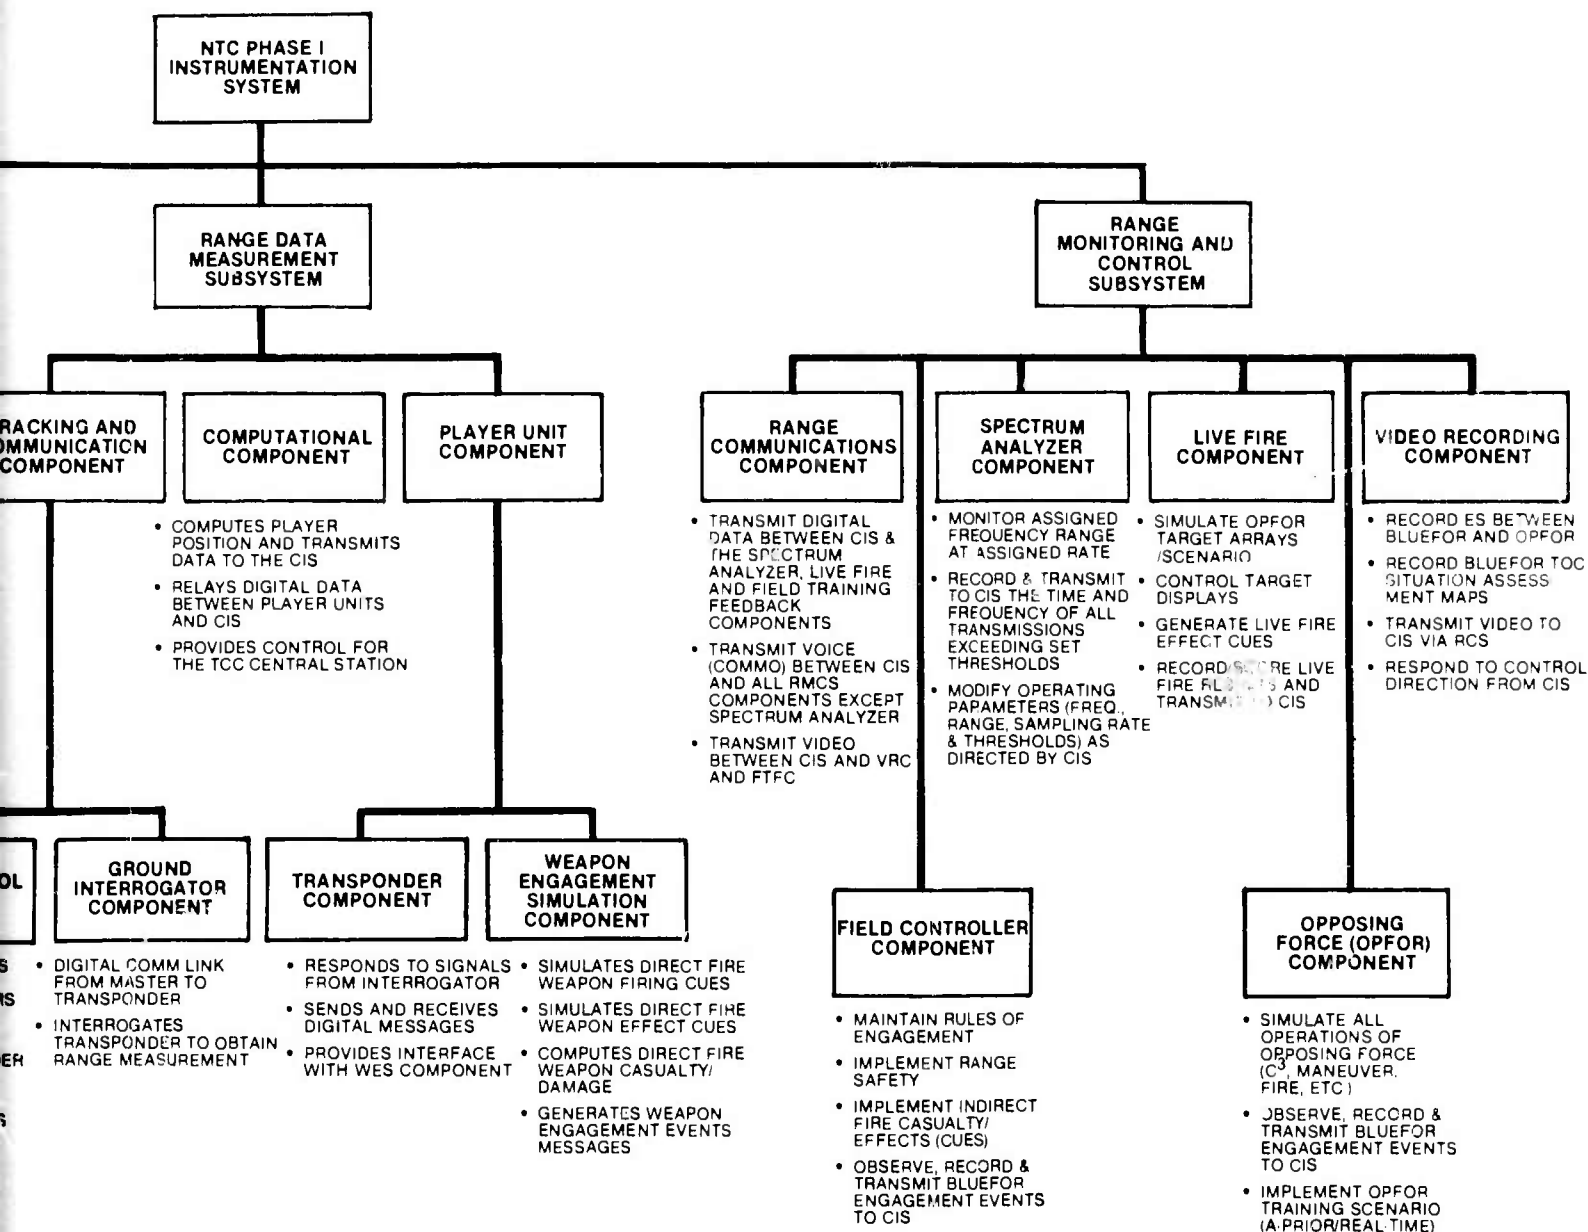 NTC PHASE I
INSTRUMENTATION
SYSTEM
RANGE DATA
MEASUREMENT
SUBSYSTEM
RANGE
MONITORING AND
CONTROL
SUBSYSTEM
RACKING AND
OMMUNICATION
COMPONENT
COMPUTATIONAL
COMPONENT
• COMPUTES PLAYER
POSITION AND TRANSMITS
DATA TO THE CIS
• RELAYS DIGITAL DATA
BETWEEN PLAYER UNITS
AND CIS
• PROVIDES CONTROL FOR
THE TCC CENTRAL STATION
PLAYER UNIT
COMPONENT
RANGE
COMMUNICATIONS
COMPONENT
• TRANSMIT DIGITAL
DATA BETWEEN CIS &
THE SPECTRUM
ANALYZER, LIVE FIRE
AND FIELD TRAINING
FEEDBACK
COMPONENTS
• TRANSMIT VOICE
(COMMO) BETWEEN CIS
AND ALL RMCS
COMPONENTS EXCEPT
SPECTRUM ANALYZER
• TRANSMIT VIDEO
BETWEEN CIS AND VRC
AND FTFC
SPECTRUM
ANALYZER
COMPONENT
• MONITOR ASSIGNED
FREQUENCY RANGE
AT ASSIGNED RATE
• RECORD & TRANSMIT
TO CIS THE TIME AND
FREQUENCY OF ALL
TRANSMISSIONS
EXCEEDING SET
THRESHOLDS
• MODIFY OPERATING
PAPAMETERS (FREQ.,
RANGE, SAMPLING RATE
& THRESHOLDS) AS
DIRECTED BY CIS
LIVE FIRE
COMPONENT
• SIMULATE OPFOR
TARGET ARRAYS
/SCENARIO
• CONTROL TARGET
DISPLAYS
• GENERATE LIVE FIRE
EFFECT CUES
• LIVE
FIRE AND
CIS
VIDEO RECORDING
COMPONENT
• RECORD ES BETWEEN
BLUEFOR AND OPFOR
• RECORD BLUEFOR TOC
SITUATION ASSESS
MENT MAPS
• TRANSMIT VIDEO TO
CIS VIA RCS
• RESPOND TO CONTROL
DIRECTION FROM CIS
OL
S
RS
DER
S
GROUND
INTERROGATOR
COMPONENT
• DIGITAL COMM LINK
FROM MASTER TO
TRANSPONDER
• INTERROGATES
TRANSPONDER TO OBTAIN
RANGE MEASUREMENT
TRANSPONDER
COMPONENT
• RESPONDS TO SIGNALS
FROM INTERROGATOR
• SENDS AND RECEIVES
DIGITAL MESSAGES
• PROVIDES INTERFACE
WITH WES COMPONENT
WEAPON
ENGAGEMENT
SIMULATION
COMPONENT
• SIMULATES DIRECT FIRE
WEAPON FIRING CUES
• SIMULATES DIRECT FIRE
WEAPON EFFECT CUES
• COMPUTES DIRECT FIRE
WEAPON CASUALTY/
DAMAGE
• GENERATES WEAPON
ENGAGEMENT EVENTS
MESSAGES
FIELD CONTROLLER
COMPONENT
• MAINTAIN RULES OF
ENGAGEMENT
• IMPLEMENT RANGE
SAFETY
• IMPLEMENT INDIRECT
FIRE CASUALTY/
EFFECTS (CUES)
• OBSERVE, RECORD &
TRANSMIT BLUEFOR
ENGAGEMENT EVENTS
TO CIS
OPPOSING
FORCE (OPFOR)
COMPONENT
• SIMULATE ALL
OPERATIONS OF
OPPOSING FORCE
(C³, MANEUVER,
FIRE, ETC)
• OBSERVE, RECORD &
TRANSMIT BLUEFOR
ENGAGEMENT EVENTS
TO CIS
• IMPLEMENT OPFOR
TRAINING SCENARIO
(A-PRIOR/REAL-TIME)